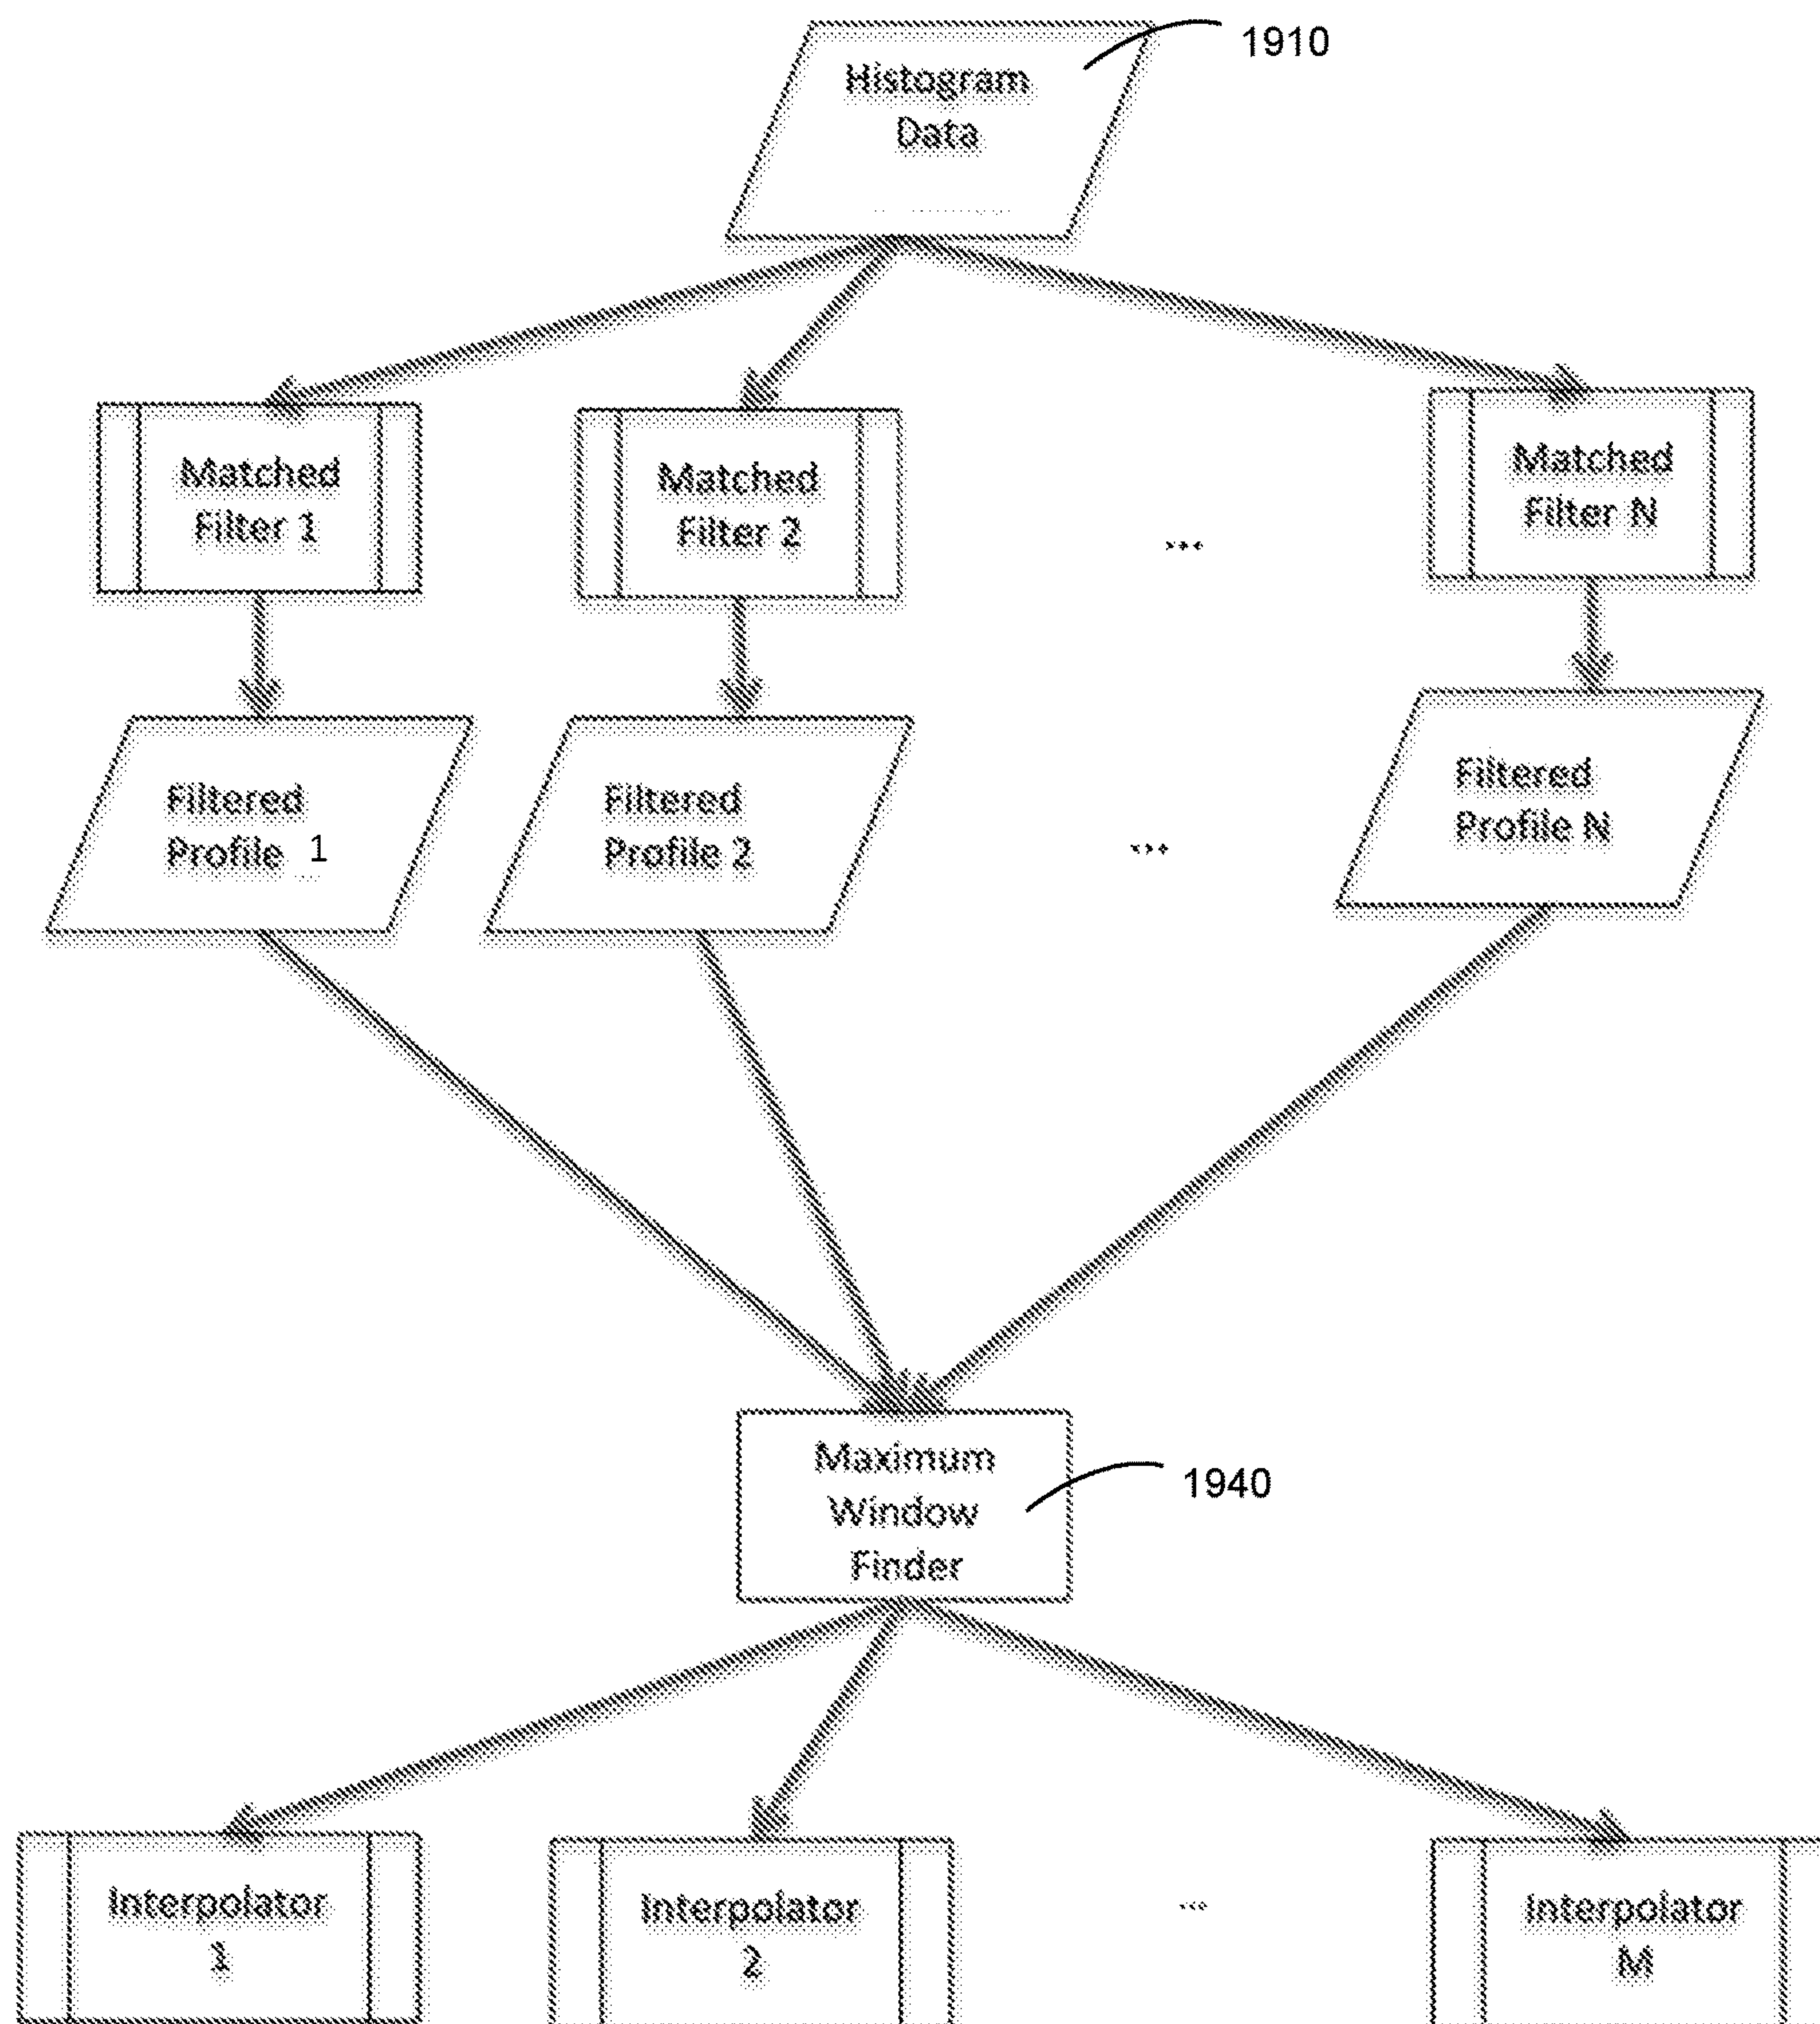 1910
Histogram
Data
Matched
Filter 1
Matched
Filter 2
...
Matched
Filter N
Filtered
Profile 1
Filtered
Profile 2
...
Filtered
Profile N
Maximum
Window
Finder
1940
Interpolator
1
Interpolator
2
...
Interpolator
M